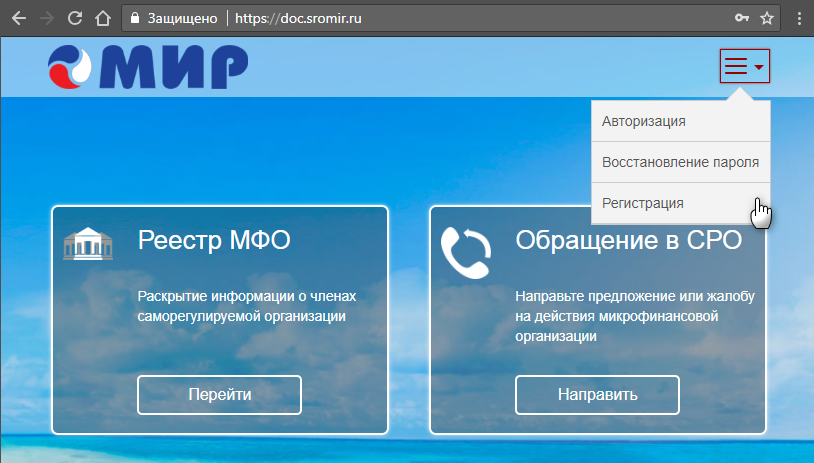 Защищено https://doc.sromir.ru
МИР
Авторизация
Восстановление пароля
Регистрация
Реестр МФО
Раскрытие информации о членах
саморегулируемой организации
Перейти
Обращение в СРО
Направьте предложение или жалобу
на действия микрофинансовой
организации
Направить